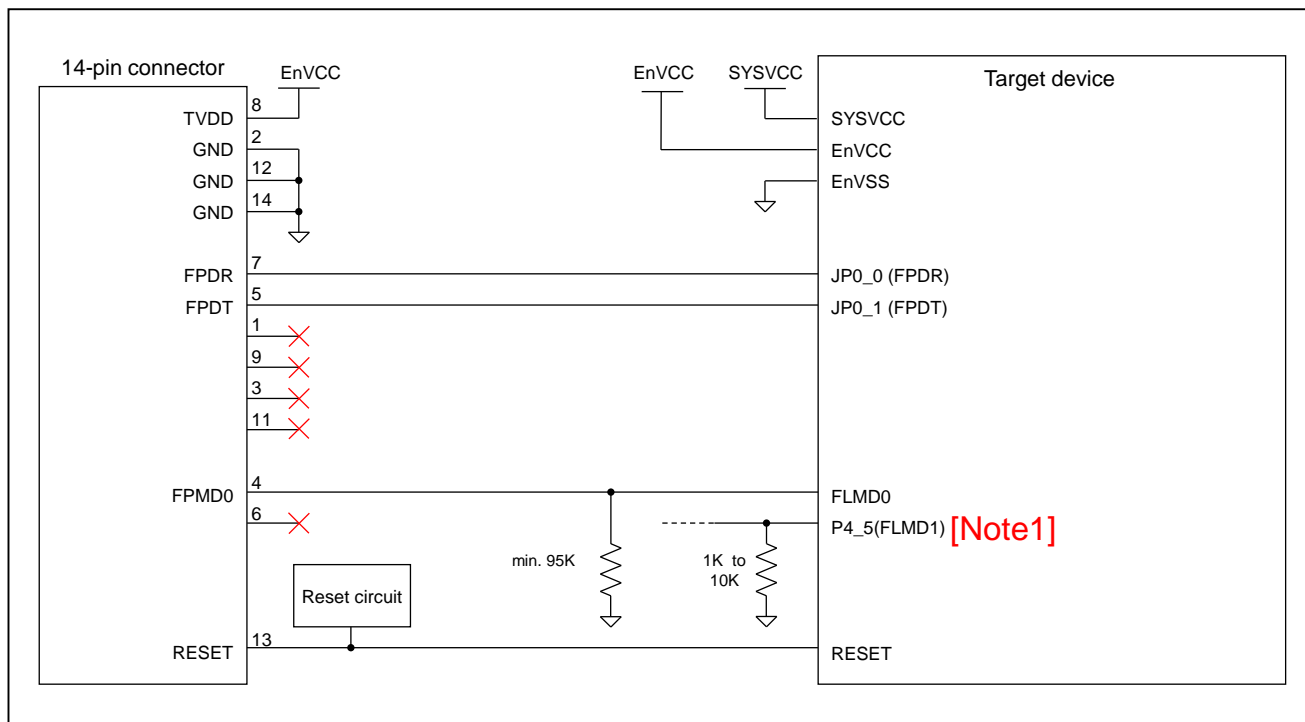 14-pin connector
EnVCC
EnVCC
SYSVCC
Target device
TVDD
8
SYSVCC
GND
2
EnVCC
GND
12
EnVSS
GND
14
FPDR
7
JP0_0 (FPDR)
FPDT
5
JP0_1 (FPDT)
1
9
3
11
FPMD0
4
FLMD0
6
P4_5(FLMD1)
[Note1]
min. 95K
1K to
10K
Reset circuit
RESET
13
RESET